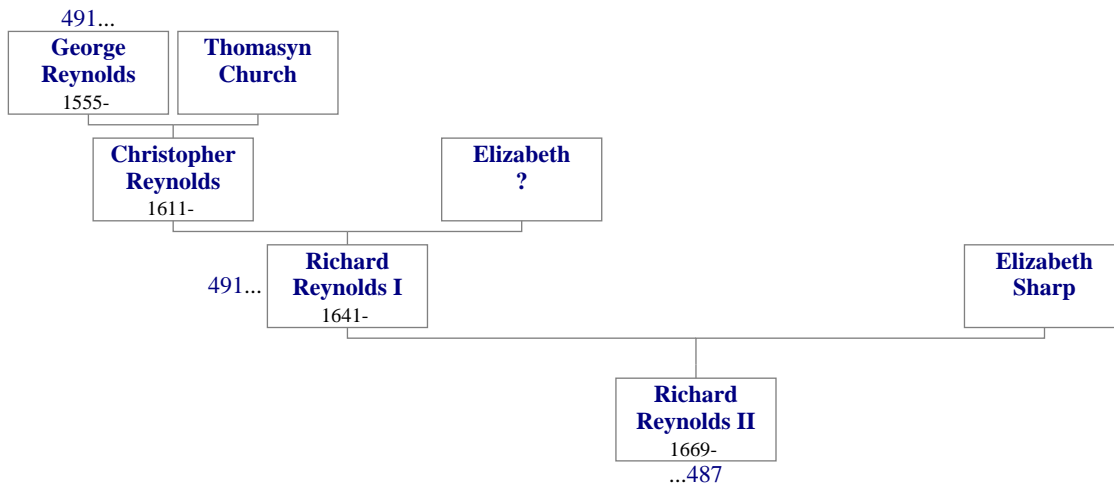 491...
George
Reynolds
1555-
Thomasyn
Church
Christopher
Reynolds
1611-
Elizabeth
?
491...
Richard
Reynolds I
1641-
Elizabeth
Sharp
Richard
Reynolds II
1669-
...487